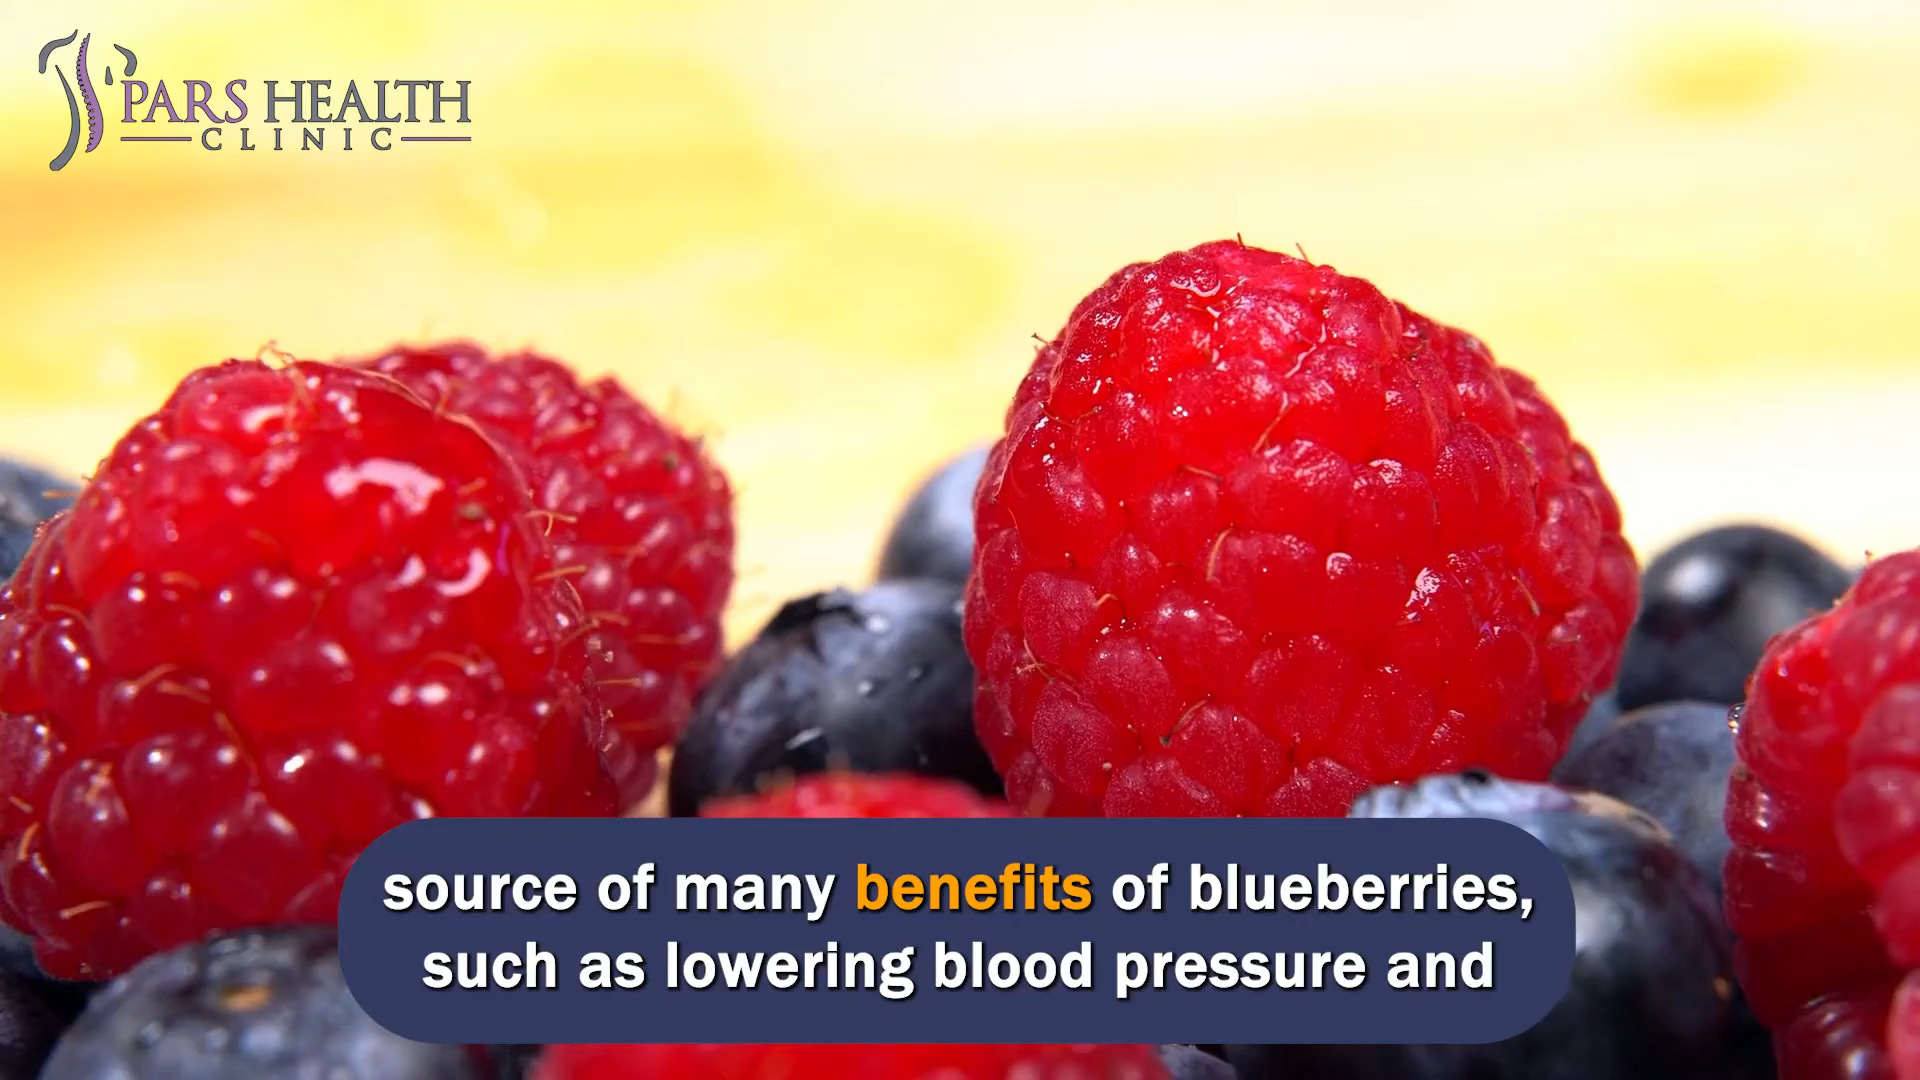 PARS HEALTH
CLINIC
source of many benefits of blueberries,
such as lowering blood pressure and